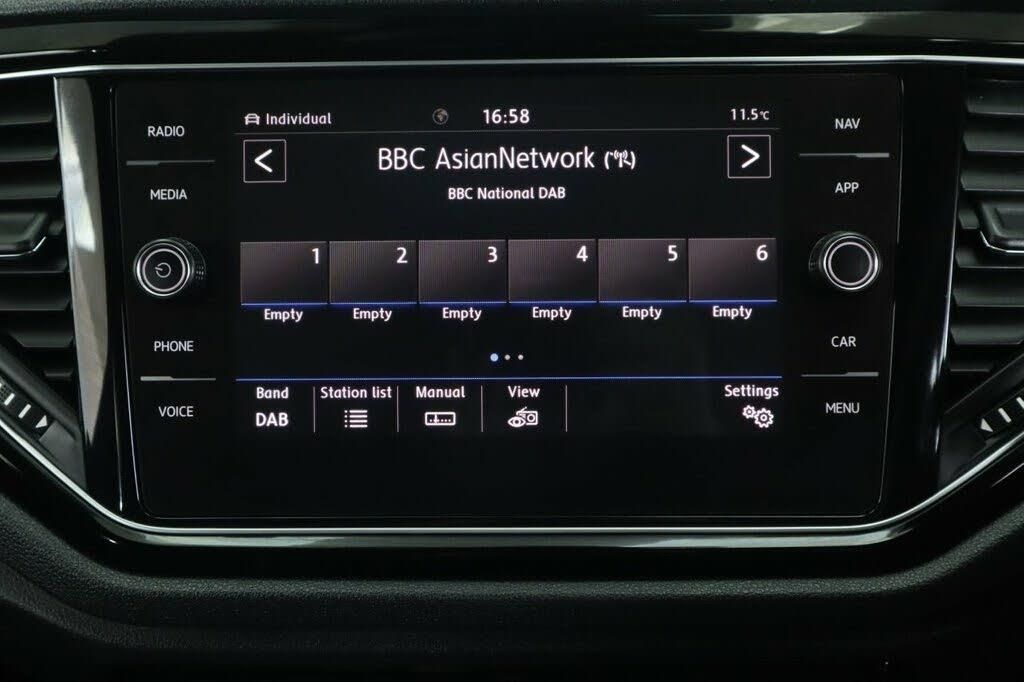 Individual 16:58 11.5°C
RADIO
MEDIA
PHONE
VOICE
BBC AsianNetwork
BBC National DAB
1 2 3 4 5 6
Empty Empty Empty Empty Empty Empty
Band Station list Manual View Settings
DAB
NAV
APP
CAR
MENU